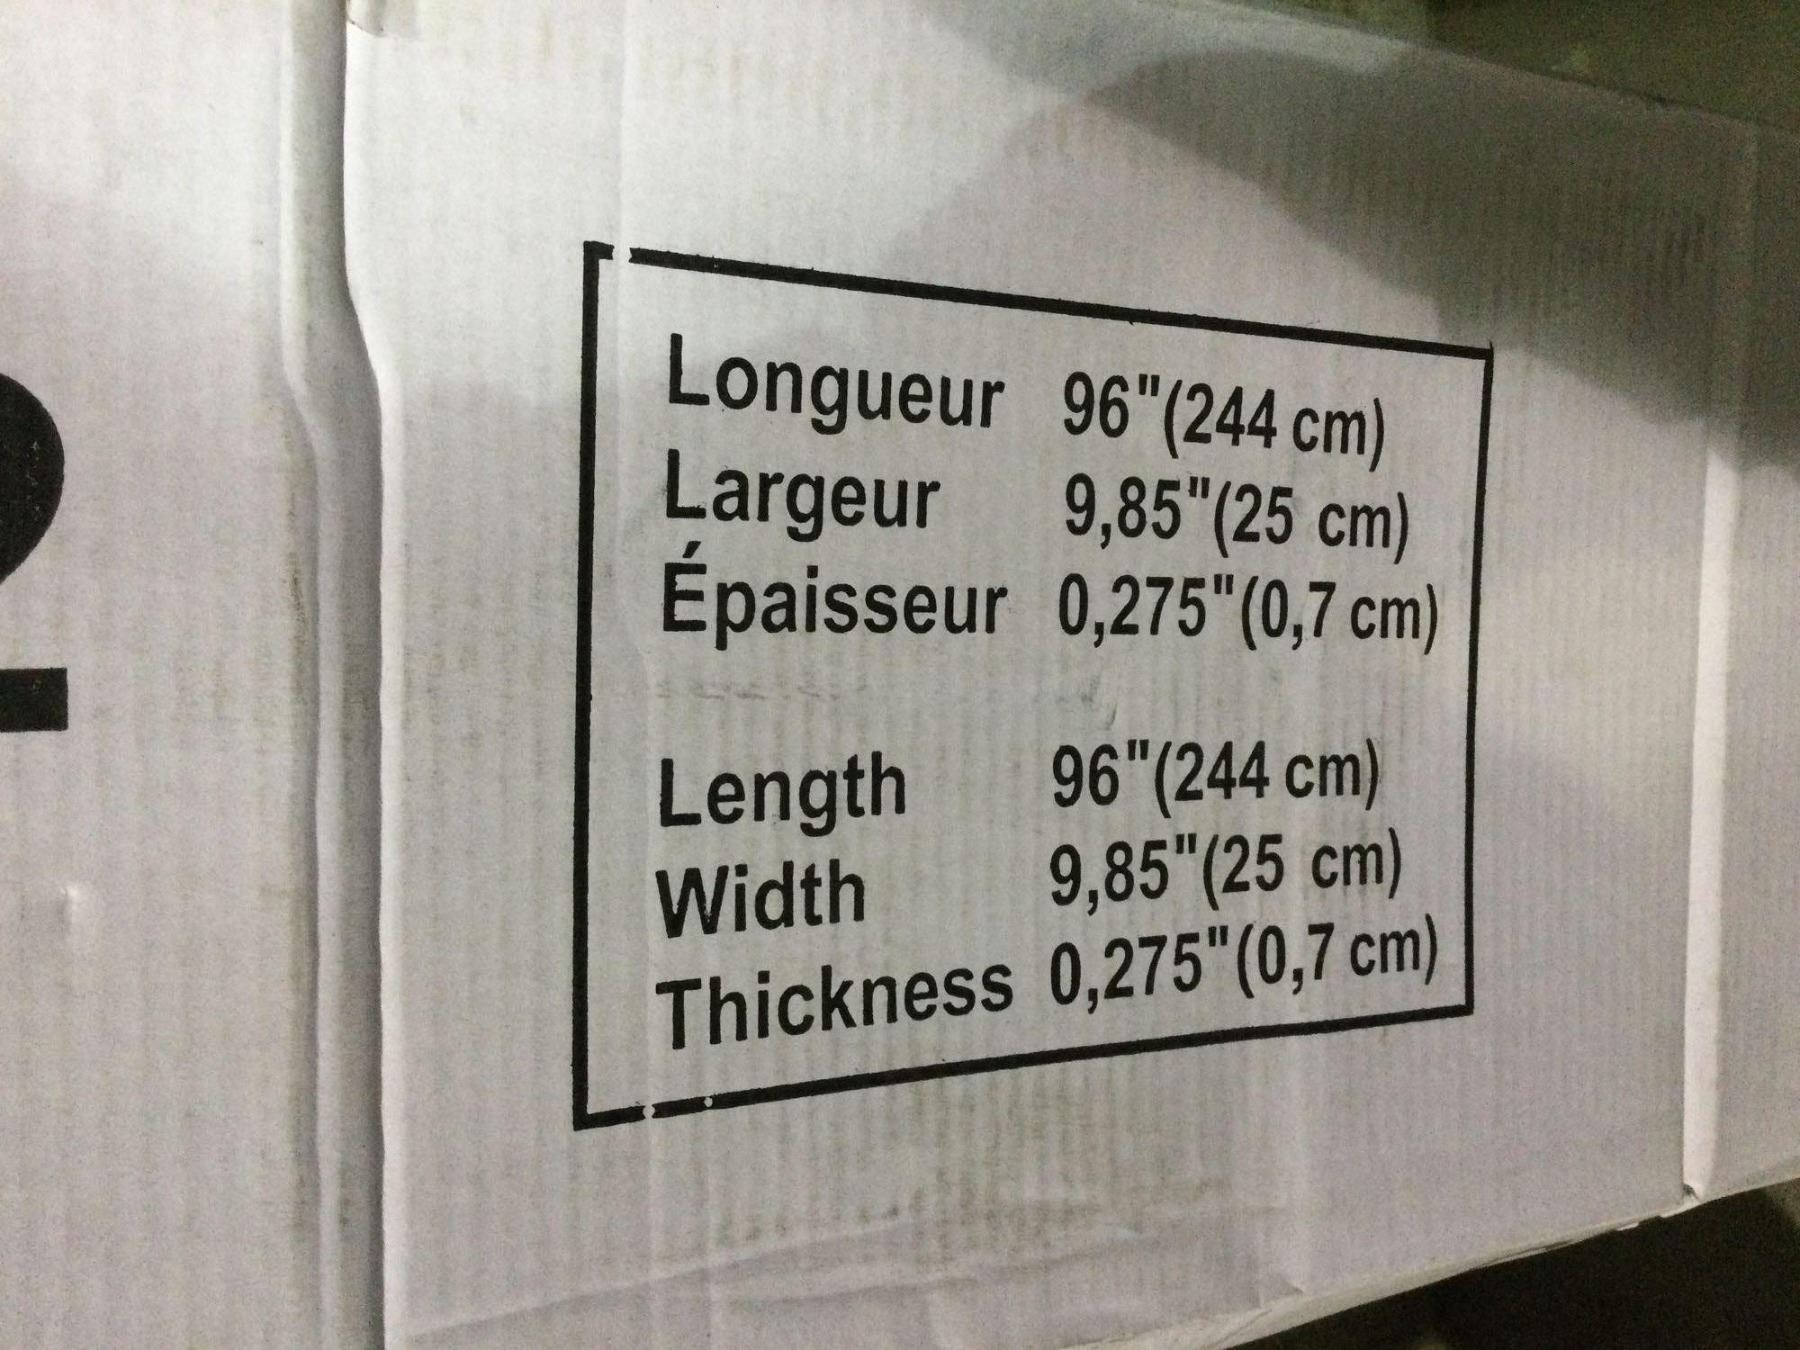 Longueur 96"(244 cm)
Largeur 9,85"(25 cm)
Épaisseur 0,275"(0,7 cm)
Length 96"(244 cm)
Width 9,85"(25 cm)
Thickness 0,275"(0,7 cm)